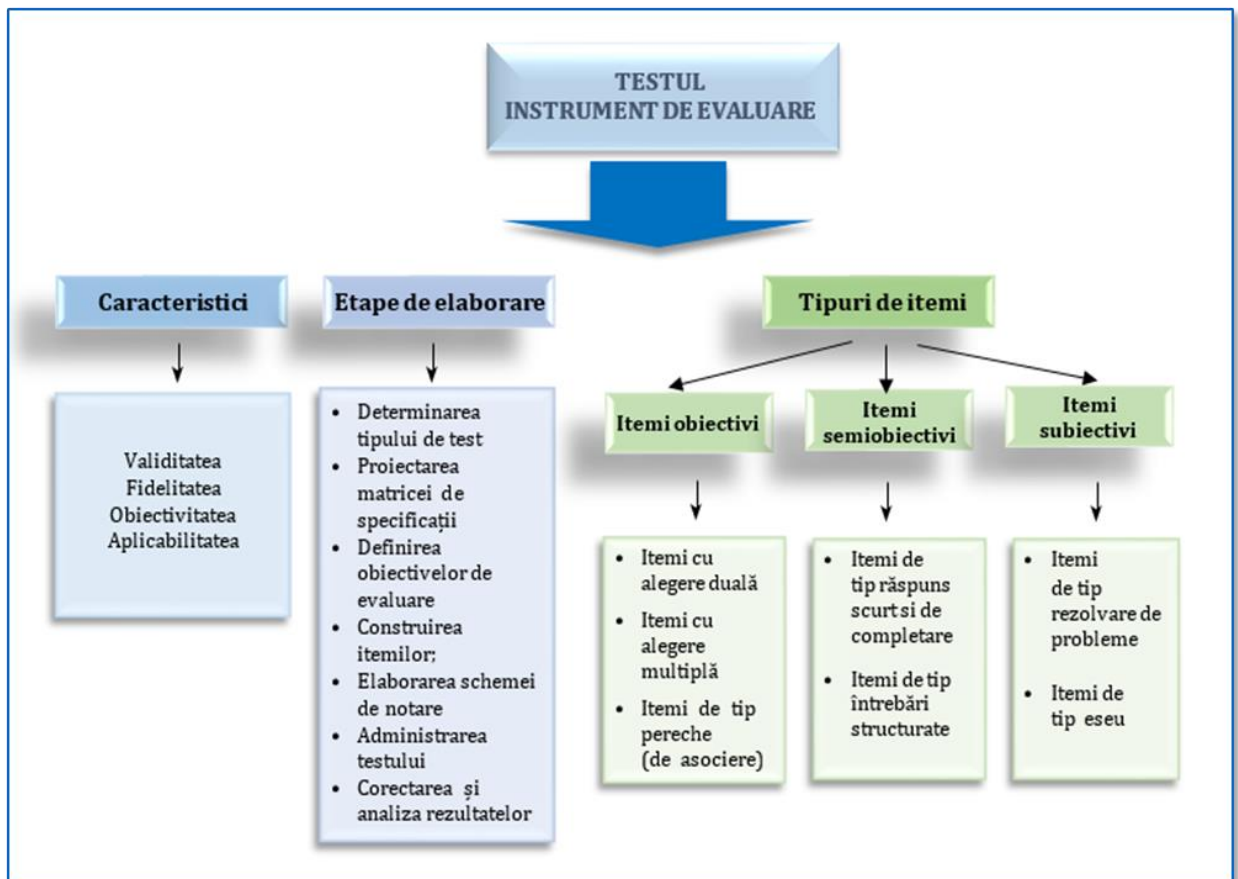 TESTUL
INSTRUMENT DE EVALUARE
Caracteristici
Validitatea
Fidelitatea
Obiectivitatea
Aplicabilitatea
Etape de elaborare
• Determinarea
tipului de test
• Proiectarea
matricei de
specificații
• Definirea
obiectivelor de
evaluare
• Construirea
itemilor;
• Elaborarea schemei
de notare
• Administrarea
testului
• Corectarea și
analiza rezultatelor
Tipuri de itemi
Itemi obiectivi
• Itemi cu
alegere duală
• Itemi cu
alegere
multiplă
• Itemi de tip
pereche
(de asociere)
Itemi
semiobiectivi
• Itemi de
tip răspuns
scurt si de
completare
• Itemi de tip
întrebări
structurate
Itemi
subiectivi
• Itemi
de tip
rezolvare de
probleme
• Itemi de
tip eseu